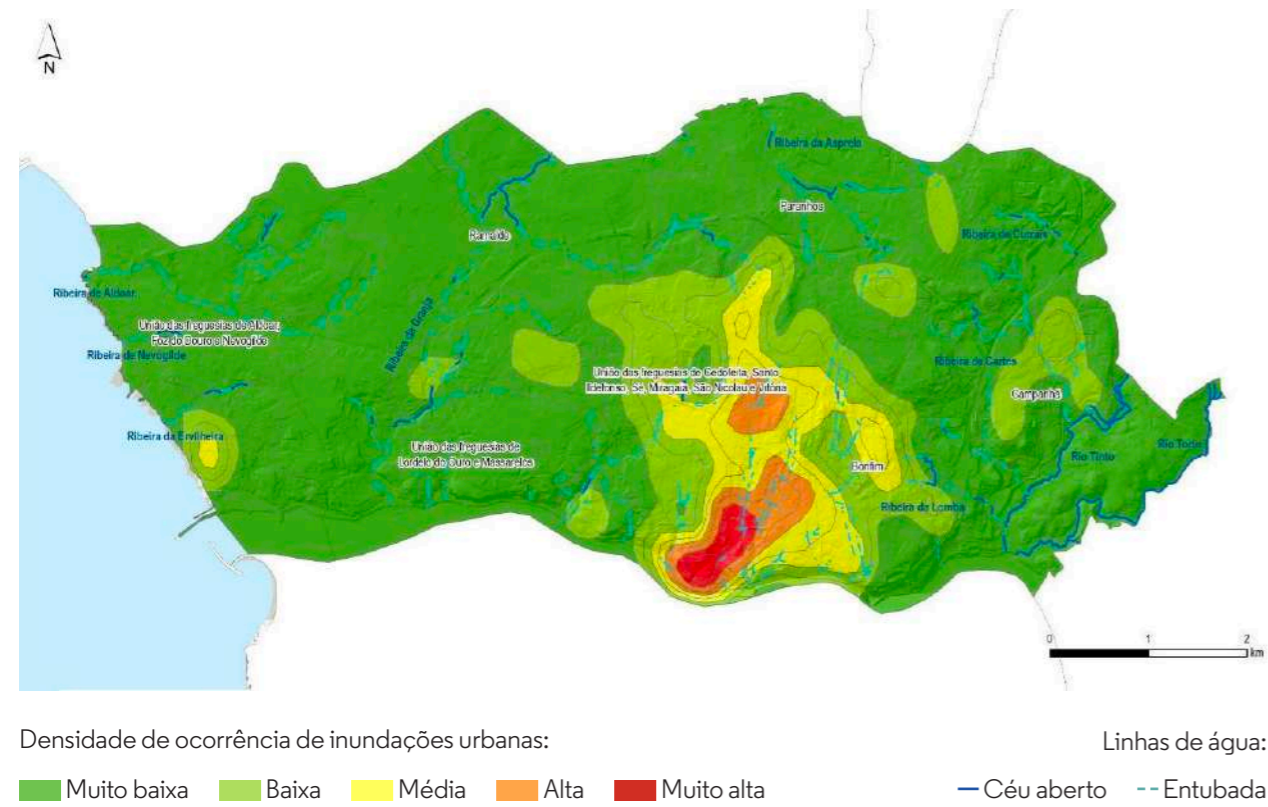 N
Ribeira da Asprela
Paranhos
Ramalde
Ribeira de Currais
Ribeira de Aldoar
União das freguesias de Aldoar,
Foz do Douro e Nevogilde
Ribeira da Granja
Ribeira de Nevogilde
Ribeira de Cartes
União das freguesias de Cedofeita, Santo
Ildefonso, Sé, Miragaia, São Nicolau e Vitória
Campanhã
Ribeira da Ervilheira
União das freguesias de
Lordelo do Ouro e Massarelos
Bonfim
Rio Torto
Rio Tinto
Ribeira da Lomba
0 1 2
km
Densidade de ocorrência de inundações urbanas:
Linhas de água:
Muito baixa Baixa Média Alta Muito alta
Céu aberto Entubada